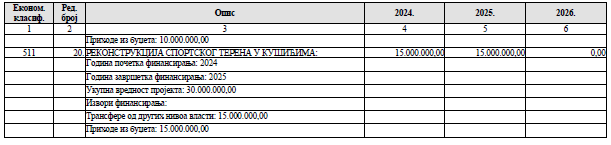 Економ. класиф. Ред. број Опис 2024. 2025. 2026.
1 2 3 4 5 6
Приходе из буџета: 10.000.000,00
511 20. РЕКОНСТРУКЦИЈА СПОРТСКОГ ТЕРЕНА У КУШИЋИМА: 15.000.000,00 15.000.000,00 0,00
Година почетка финансирања: 2024
Година завршетка финансирања: 2025
Укупна вредност пројекта: 30.000.000,00
Извори финансирања:
Трансфере од других нивоа власти: 15.000.000,00
Приходе из буџета: 15.000.000,00